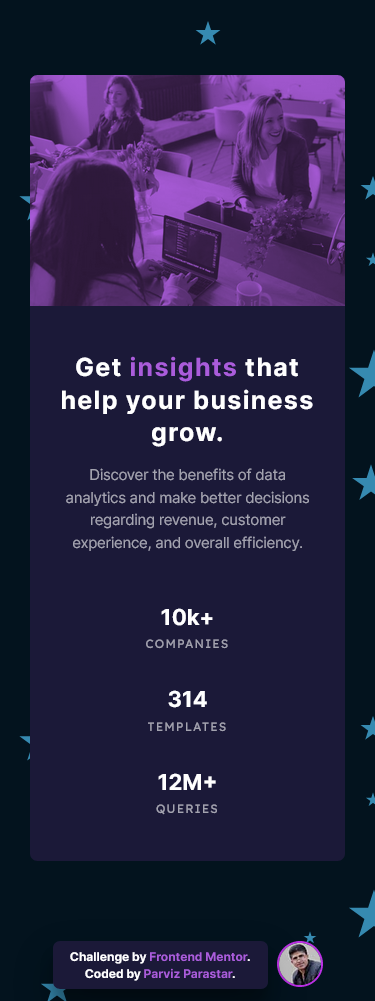 Get insights that
help your business
grow.
Discover the benefits of data
analytics and make better decisions
regarding revenue, customer
experience, and overall efficiency.
10k+
COMPANIES
314
TEMPLATES
12M+
QUERIES
Challenge by Frontend Mentor.
Coded by Parviz Parastar.